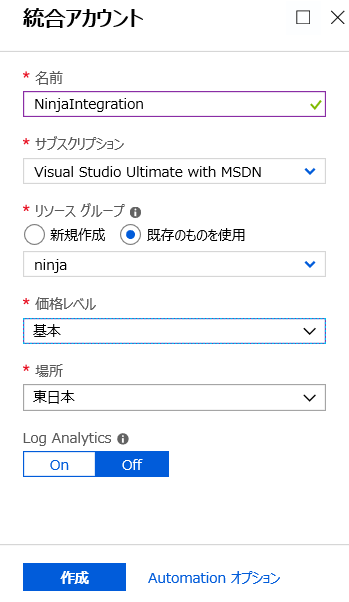 統合アカウント
* 名前
NinjaIntegration
* サブスクリプション
Visual Studio Ultimate with MSDN
* リソース グループ
新規作成 既存のものを使用
ninja
* 価格レベル
基本
* 場所
東日本
Log Analytics
On Off
作成 Automation オプション